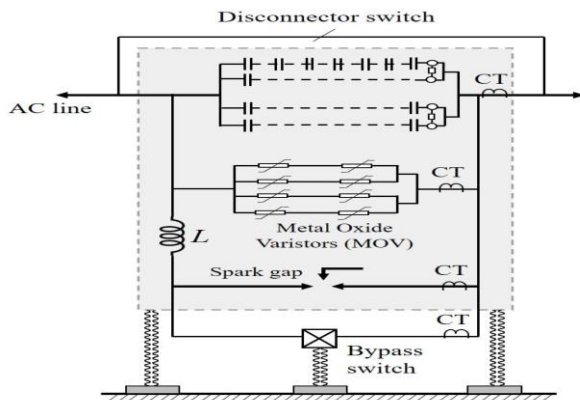 Disconnector switch
CT
AC line
CT
Metal Oxide
Varistors (MOV)
L
Spark gap
CT
CT
Bypass
switch